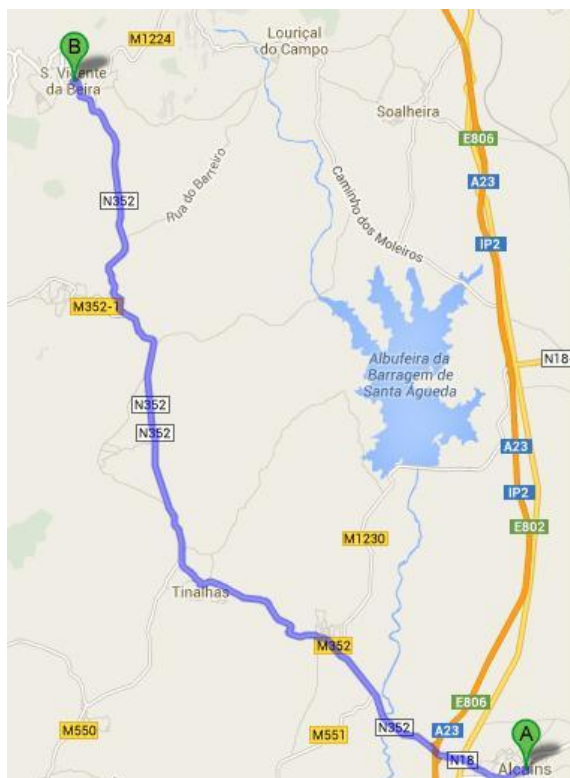 M1224
Louriçal
do Campo
B
S. Vicente
da Beira
Soalheira
E806
A23
N352
IP2
Rua do Barreiro
Caminho dos Moleiros
M352-1
Albufeira da
Barragem de
Santa Águeda
N18
N352
N352
A23
IP2
E802
M1230
Tinalhas
M352
E806
M550
M551
N352
A23
N18
A
Alcains